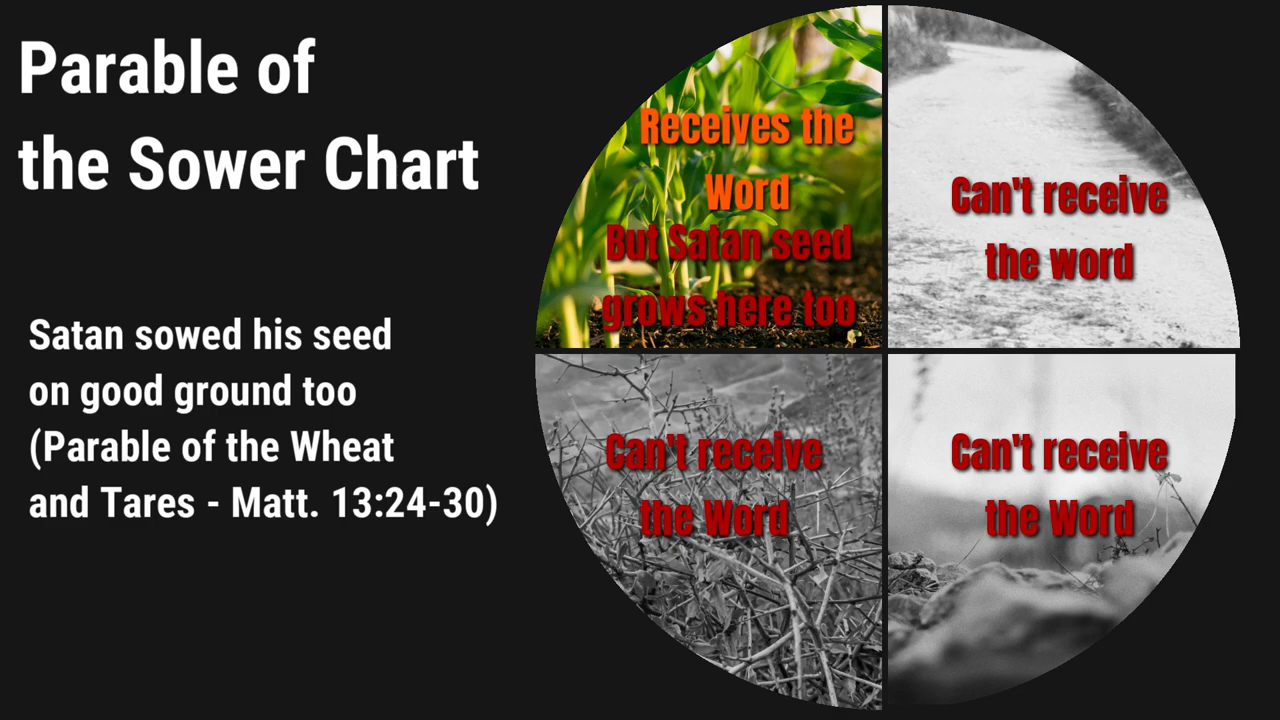 Parable of
the Sower Chart
Satan sowed his seed
on good ground too
(Parable of the Wheat
and Tares - Matt. 13:24-30)
Receives the
Word
But Satan seed
grows here too
Can't receive
the word
Can't receive
the Word
Can't receive
the Word